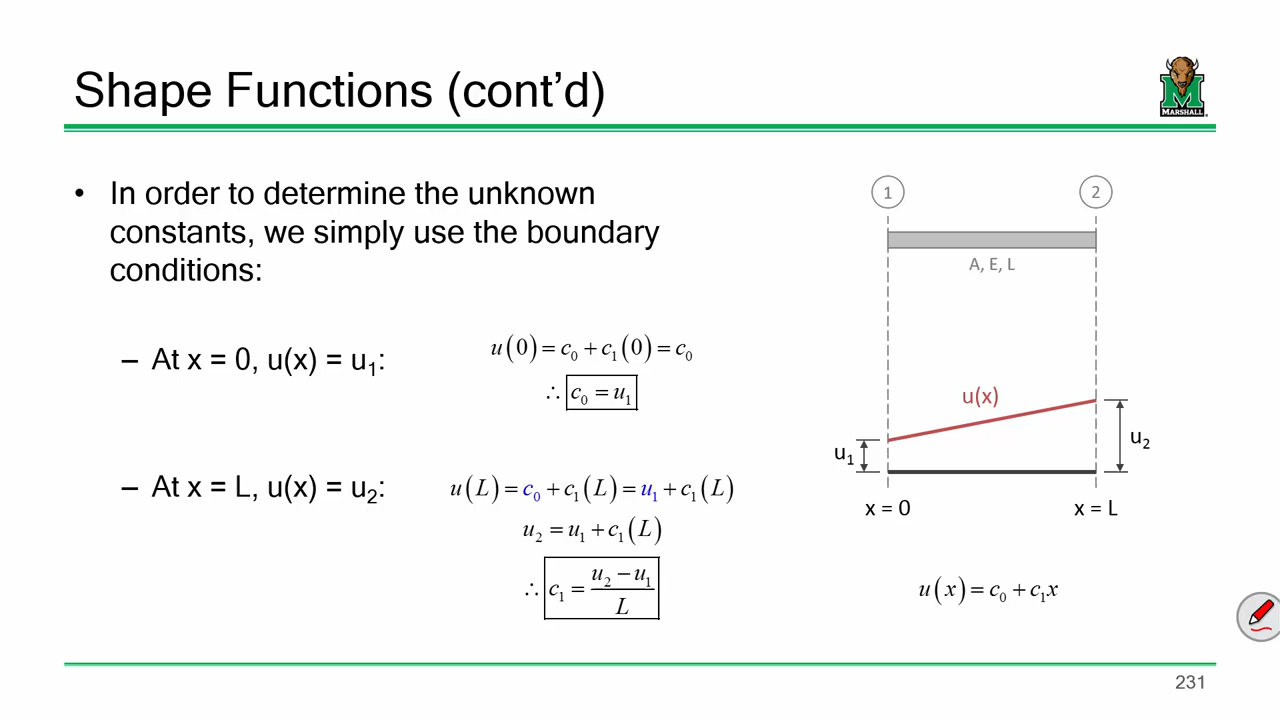 Shape Functions (cont’d)
MARSHALL
• In order to determine the unknown
constants, we simply use the boundary
conditions:
– At x = 0, u(x) = u₁:
u(0) = c₀ + c₁(0) = c₀
∴ c₀ = u₁
– At x = L, u(x) = u₂:
u(L) = c₀ + c₁(L) = u₁ + c₁(L)
u₂ = u₁ + c₁(L)
∴ c₁ = (u₂ − u₁) / L
1
2
A, E, L
u(x)
u₁
u₂
x = 0
x = L
u(x) = c₀ + c₁x
231